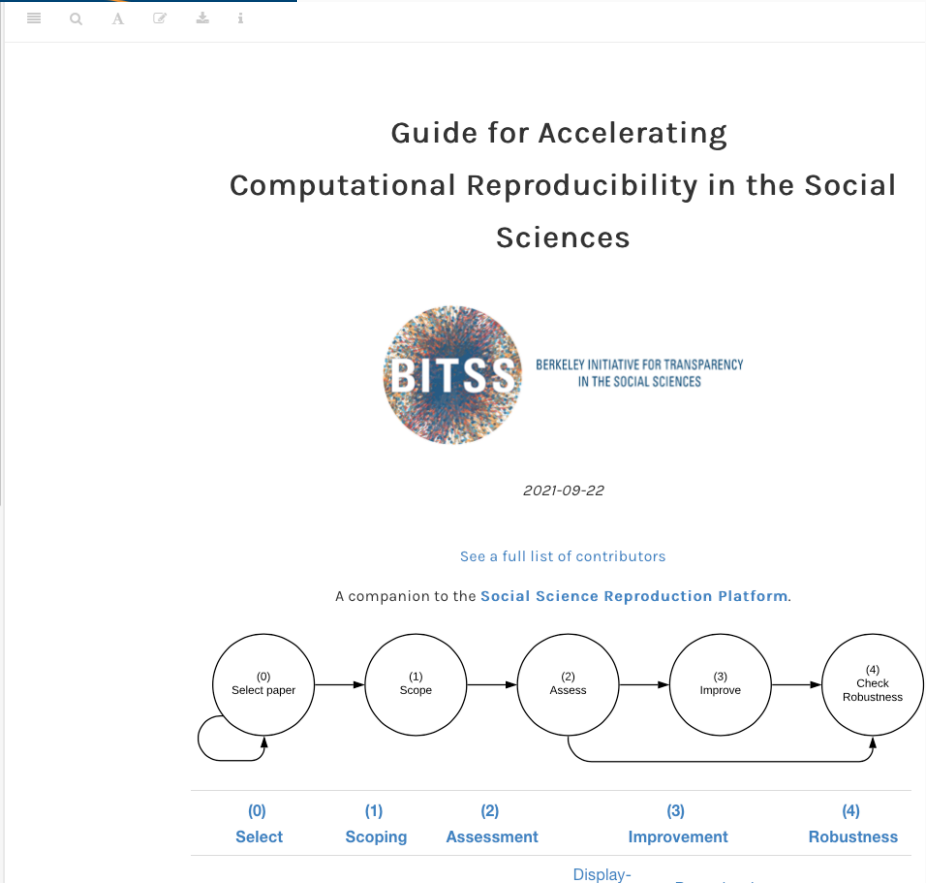 Guide for Accelerating
Computational Reproducibility in the Social
Sciences
BITSS
BERKELEY INITIATIVE FOR TRANSPARENCY
IN THE SOCIAL SCIENCES
2021-09-22
See a full list of contributors
A companion to the Social Science Reproduction Platform.
(0)
Select paper
(1)
Scope
(2)
Assess
(3)
Improve
(4)
Check
Robustness
(0)
Select
(1)
Scoping
(2)
Assessment
(3)
Improvement
(4)
Robustness
Display-